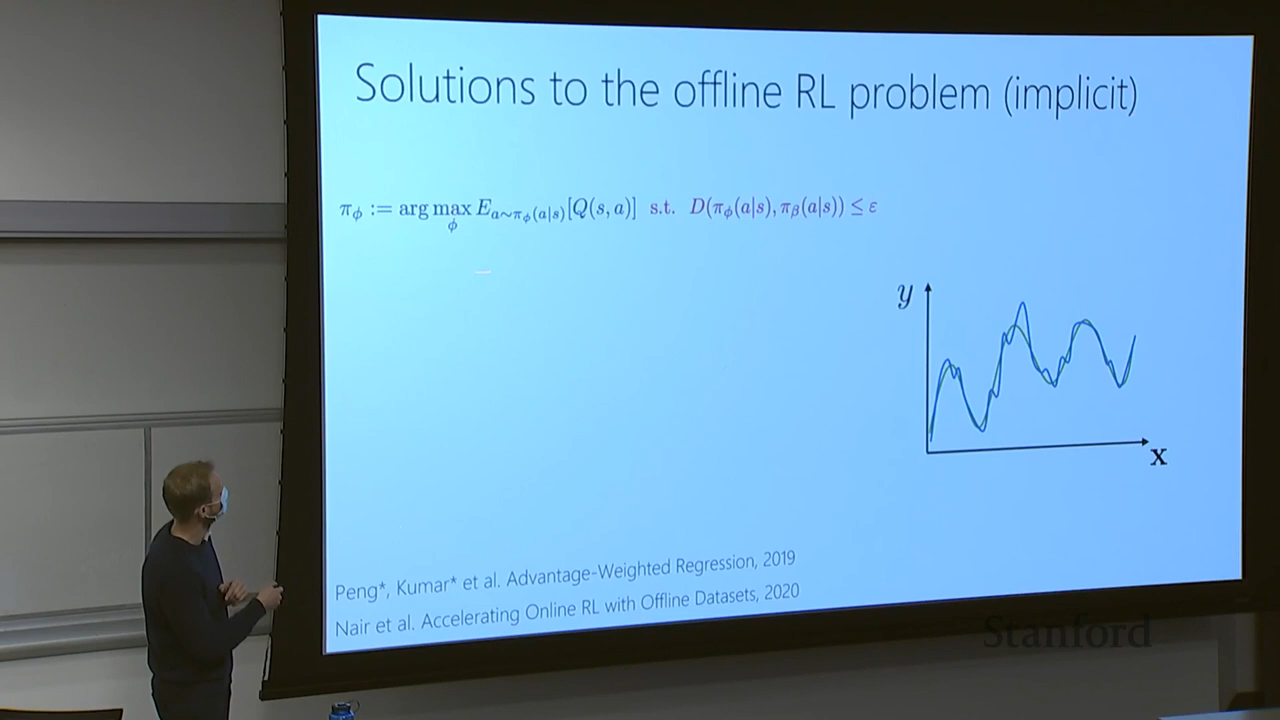 Solutions to the offline RL problem (implicit)
π_ϕ := arg max_ϕ E_{a∼π_ϕ(a|s)}[Q(s, a)] s.t. D(π_ϕ(a|s), π_β(a|s)) ≤ ε
y
x
Peng*, Kumar* et al. Advantage-Weighted Regression, 2019
Nair et al. Accelerating Online RL with Offline Datasets, 2020
Stanford